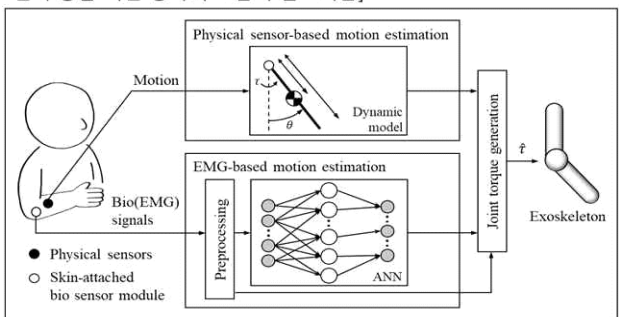 Physical sensor-based motion estimation
Motion
τ
θ
Dynamic
model
EMG-based motion estimation
Bio(EMG)
signals
Preprocessing
ANN
Joint torque generation
τ̂
Exoskeleton
Physical sensors
Skin-attached
bio sensor module